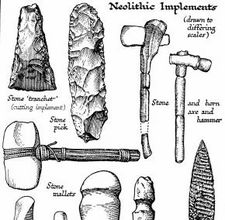 Neolithic Implements
(drawn to
differing
scales)
Stone "tranchet"
(cutting implement)
Stone
pick
Stone
and horn
axe and
hammer
Stone
mallets